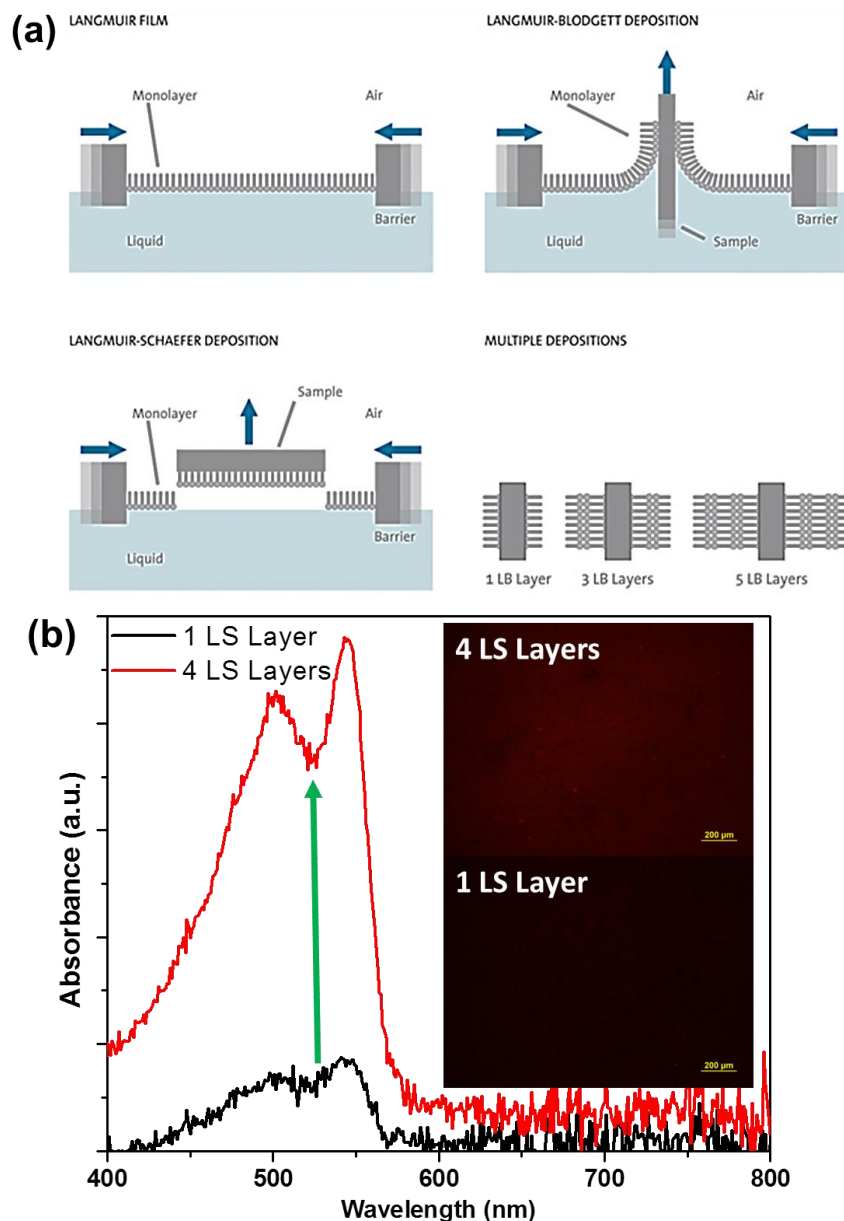 (a)
LANGMUIR FILM
Monolayer
Air
Liquid
Barrier
LANGMUIR-BLODGETT DEPOSITION
Monolayer
Air
Liquid
Sample
Barrier
LANGMUIR-SCHAEFER DEPOSITION
Monolayer
Sample
Air
Liquid
Barrier
MULTIPLE DEPOSITIONS
1 LB Layer
3 LB Layers
5 LB Layers
(b)
1 LS Layer
4 LS Layers
4 LS Layers
200 µm
1 LS Layer
200 µm
Absorbance (a.u.)
400
500
600
700
800
Wavelength (nm)